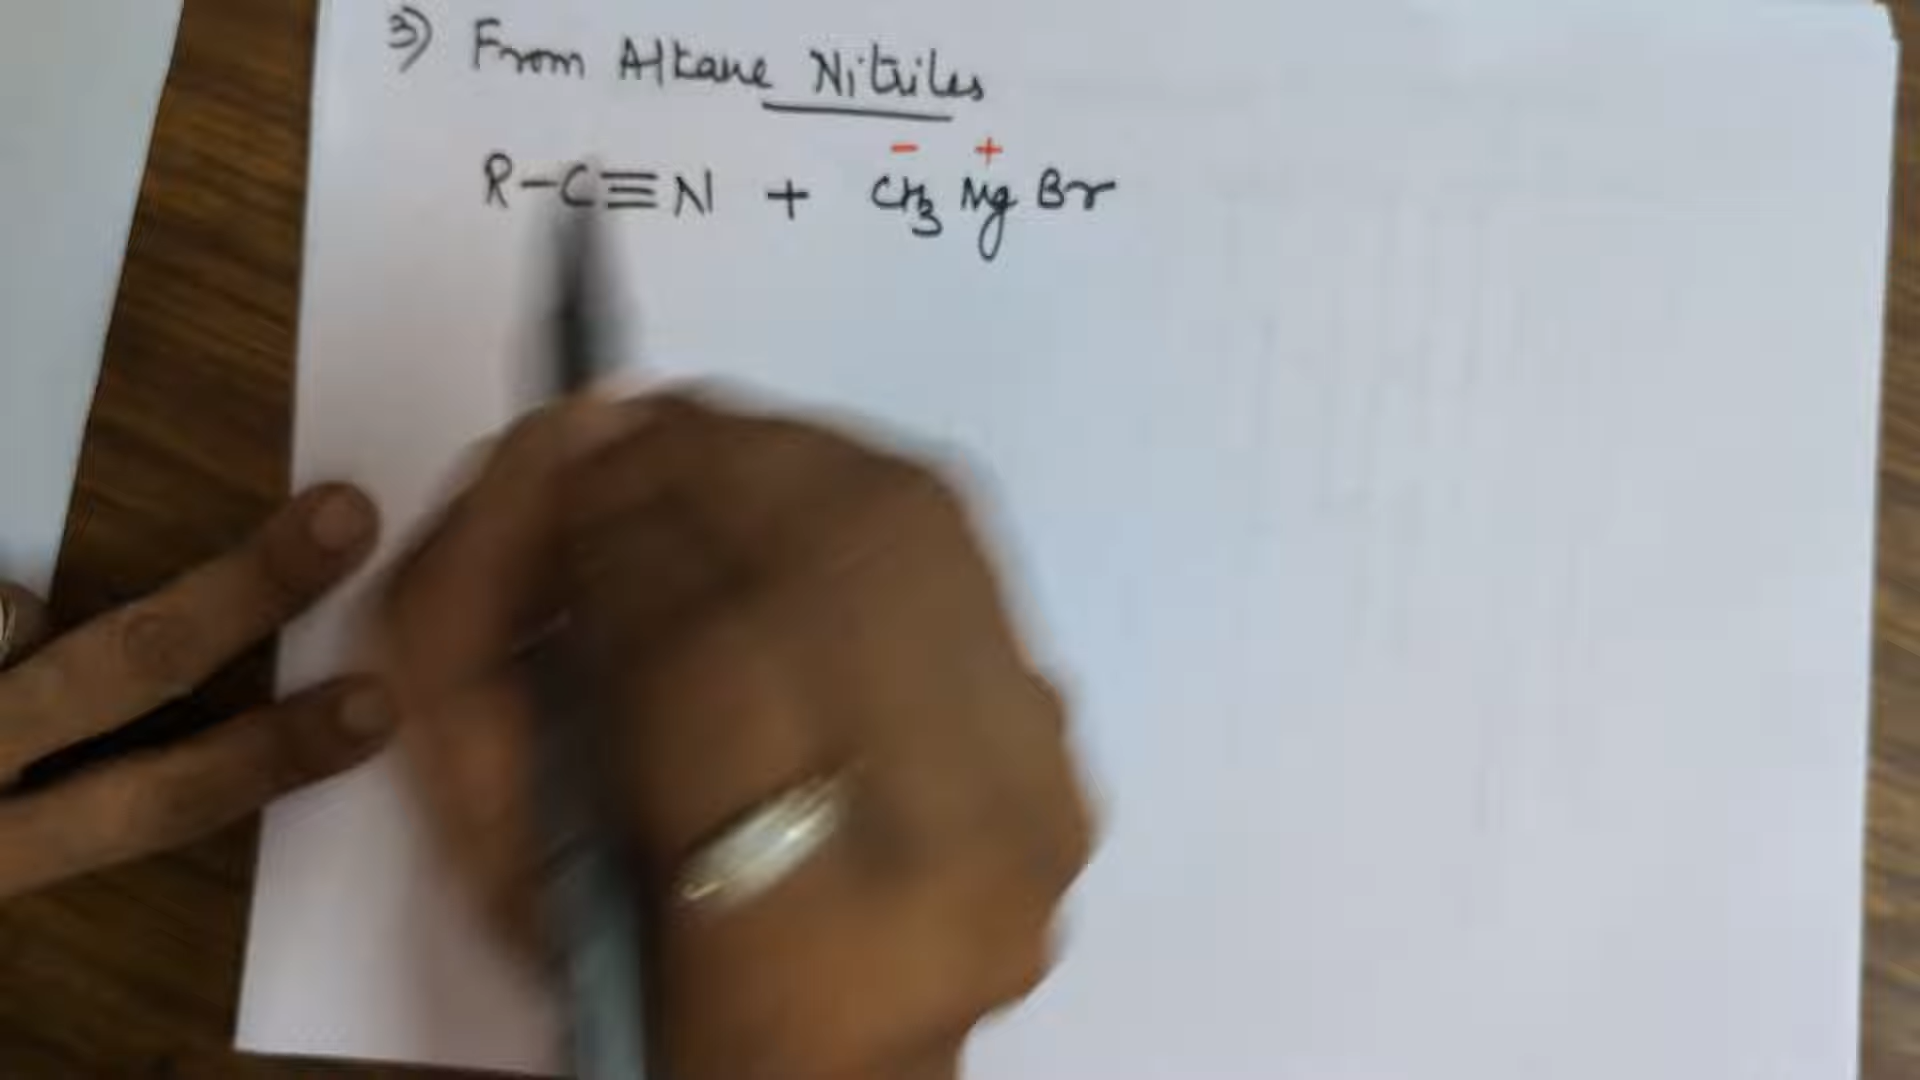 3) From Alkane Nitriles
- +
R-C≡N + CH3 Mg Br